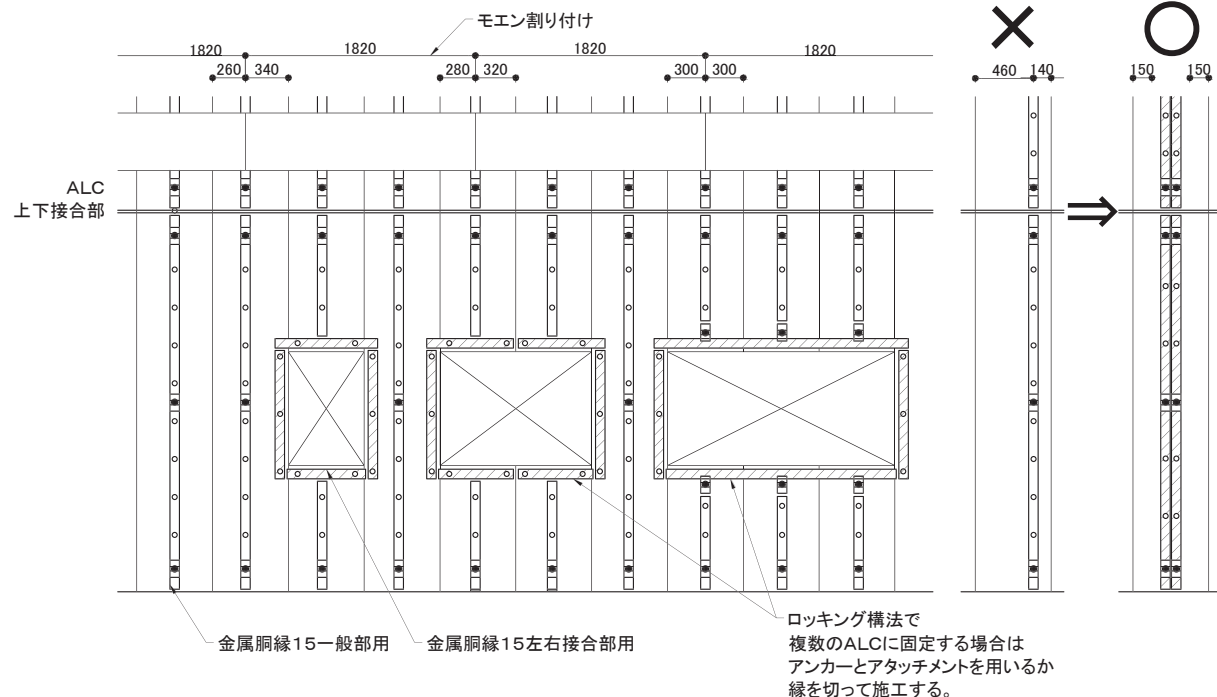 モエン割り付け
1820
1820
1820
1820
260
340
280
320
300
300
460
140
150
150
ALC
上下接合部
金属胴縁15一般部用
金属胴縁15左右接合部用
ロッキング構法で
複数のALCに固定する場合は
アンカーとアタッチメントを用いるか
縁を切って施工する。